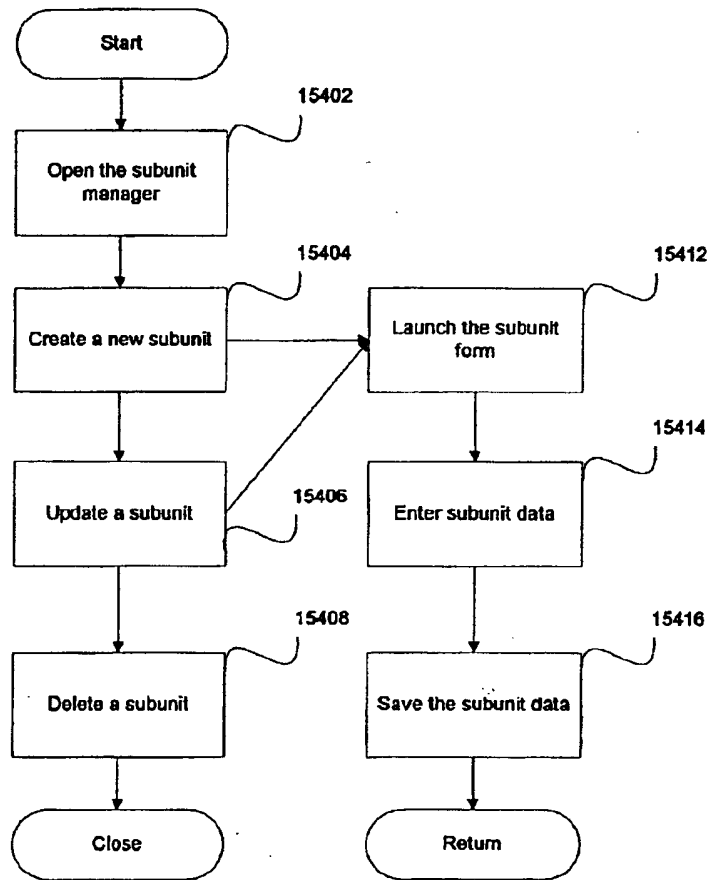 Start
15402
Open the subunit
manager
15404
Create a new subunit
15412
Launch the subunit
form
15406
Update a subunit
15414
Enter subunit data
15408
Delete a subunit
15416
Save the subunit data
Close
Return